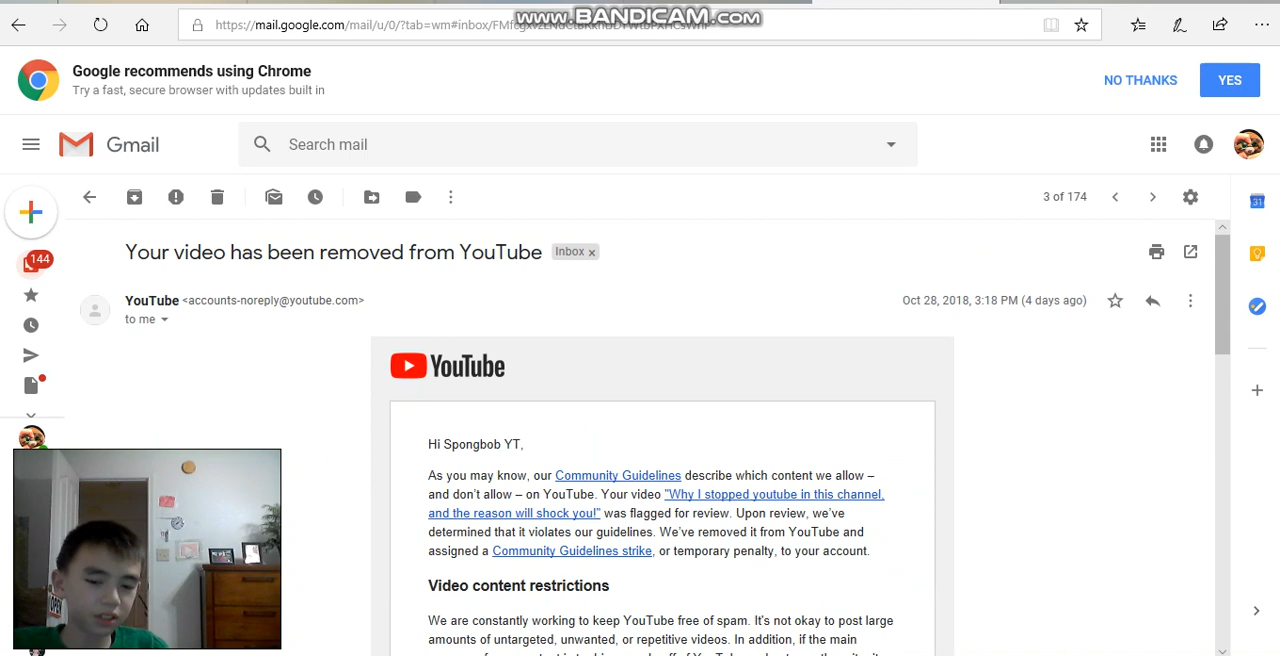 www.BANDICAM.com
https://mail.google.com/mail/u/0/?tab=wm#inbox/
Google recommends using Chrome
Try a fast, secure browser with updates built in
NO THANKS
YES
Gmail
Search mail
3 of 174
31
144
Your video has been removed from YouTube
Inbox x
YouTube <accounts-noreply@youtube.com>
Oct 28, 2018, 3:18 PM (4 days ago)
to me
YouTube
Hi Spongbob YT,
As you may know, our Community Guidelines describe which content we allow –
and don't allow – on YouTube. Your video "Why I stopped youtube in this channel,
and the reason will shock you!" was flagged for review. Upon review, we've
determined that it violates our guidelines. We've removed it from YouTube and
assigned a Community Guidelines strike, or temporary penalty, to your account.
Video content restrictions
We are constantly working to keep YouTube free of spam. It's not okay to post large
amounts of untargeted, unwanted, or repetitive videos. In addition, if the main